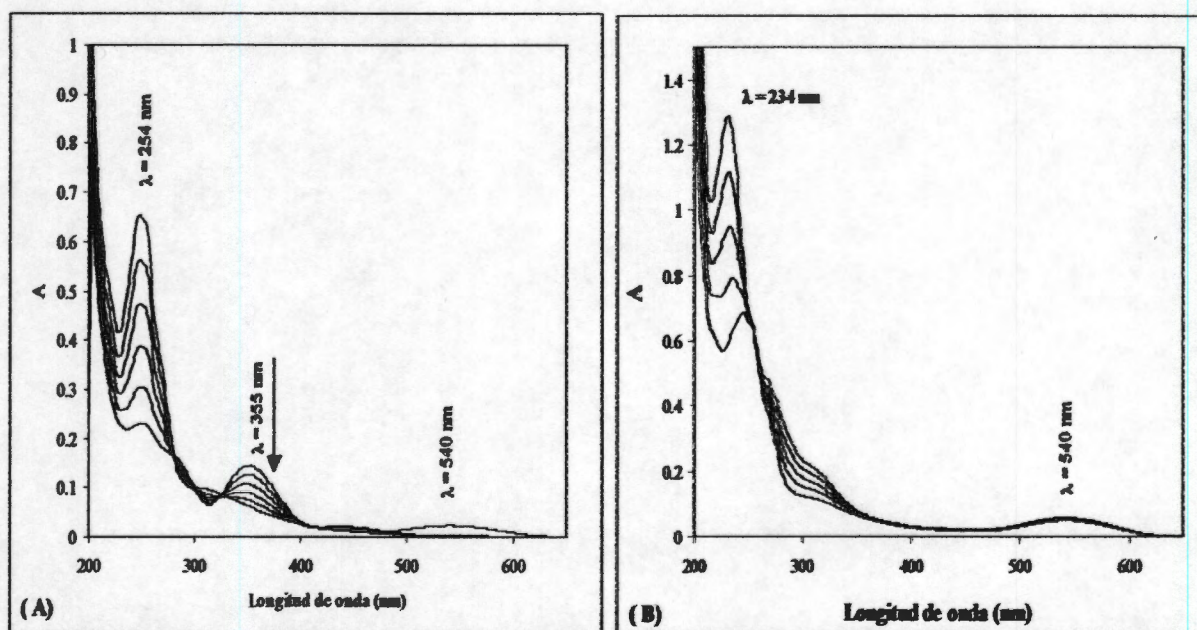 1
0.9
0.8
0.7
0.6
0.5
0.4
0.3
0.2
0.1
0
A
λ = 254 nm
λ = 355 nm
λ = 540 nm
200 300 400 500 600
Longitud de onda (nm)
(A)
1.4
1.2
1
0.8
0.6
0.4
0.2
0
A
λ = 234 nm
λ = 540 nm
200 300 400 500 600
Longitud de onda (nm)
(B)